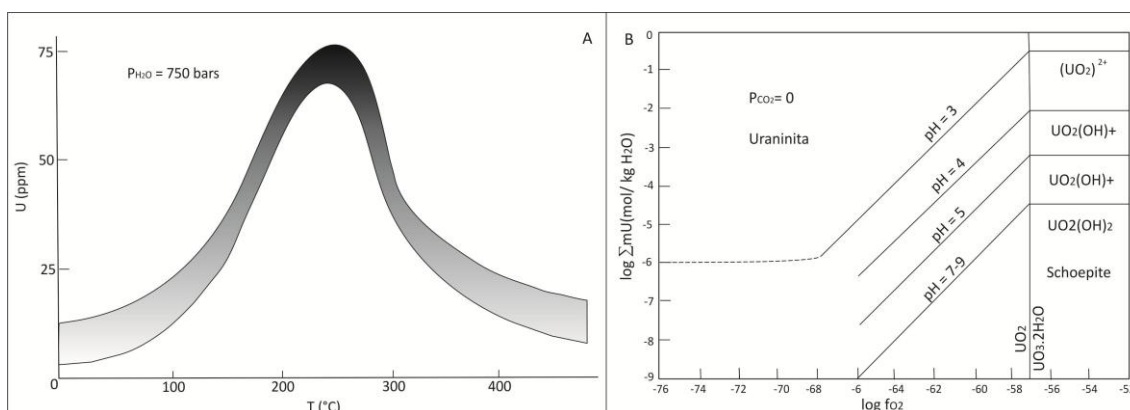 A
PH2O = 750 bars
75
50
25
0
U (ppm)
100
200
300
400
T (°C)
B
PCO2= 0
Uraninita
0
-1
-2
-3
-4
-5
-6
-7
-8
-9
log ∑mU(mol/ kg H2O)
pH = 3
pH = 4
pH = 5
pH = 7-9
(UO2) 2+
UO2(OH)+
UO2(OH)+
UO2(OH)2
Schoepite
UO2
UO3.2H2O
-76
-74
-72
-70
-68
-6
-64
-62
-60
-58
-56
-54
log fO2